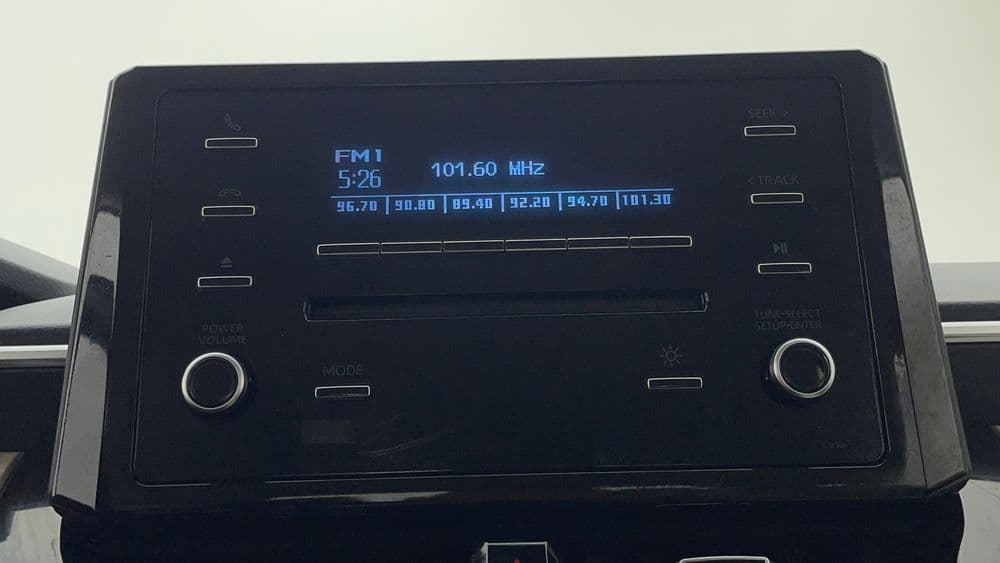 SEEK >
FM1
101.60 MHz
5:26
96.70 | 90.80 | 89.40 | 92.20 | 94.70 | 101.30
< TRACK
POWER
VOLUME
TUNE•SELECT
SETUP•ENTER
MODE